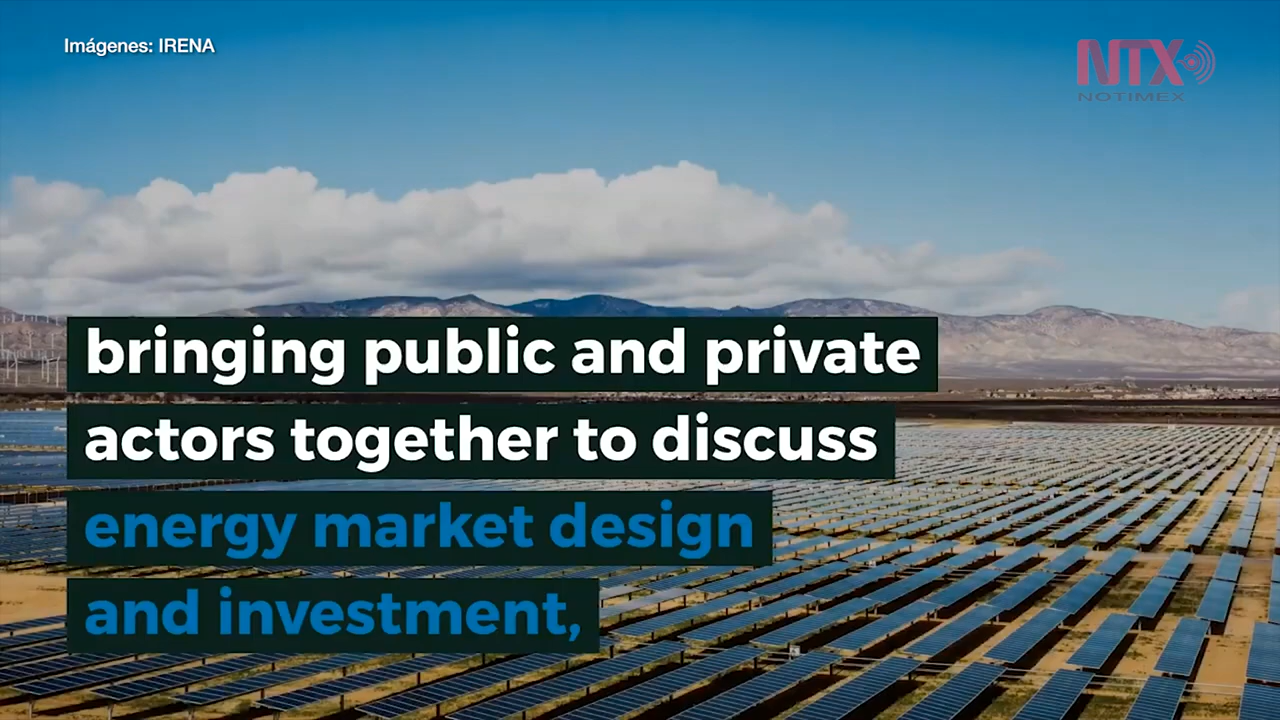 Imágenes: IRENA
NTX
NOTIMEX
bringing public and private
actors together to discuss
energy market design
and investment,